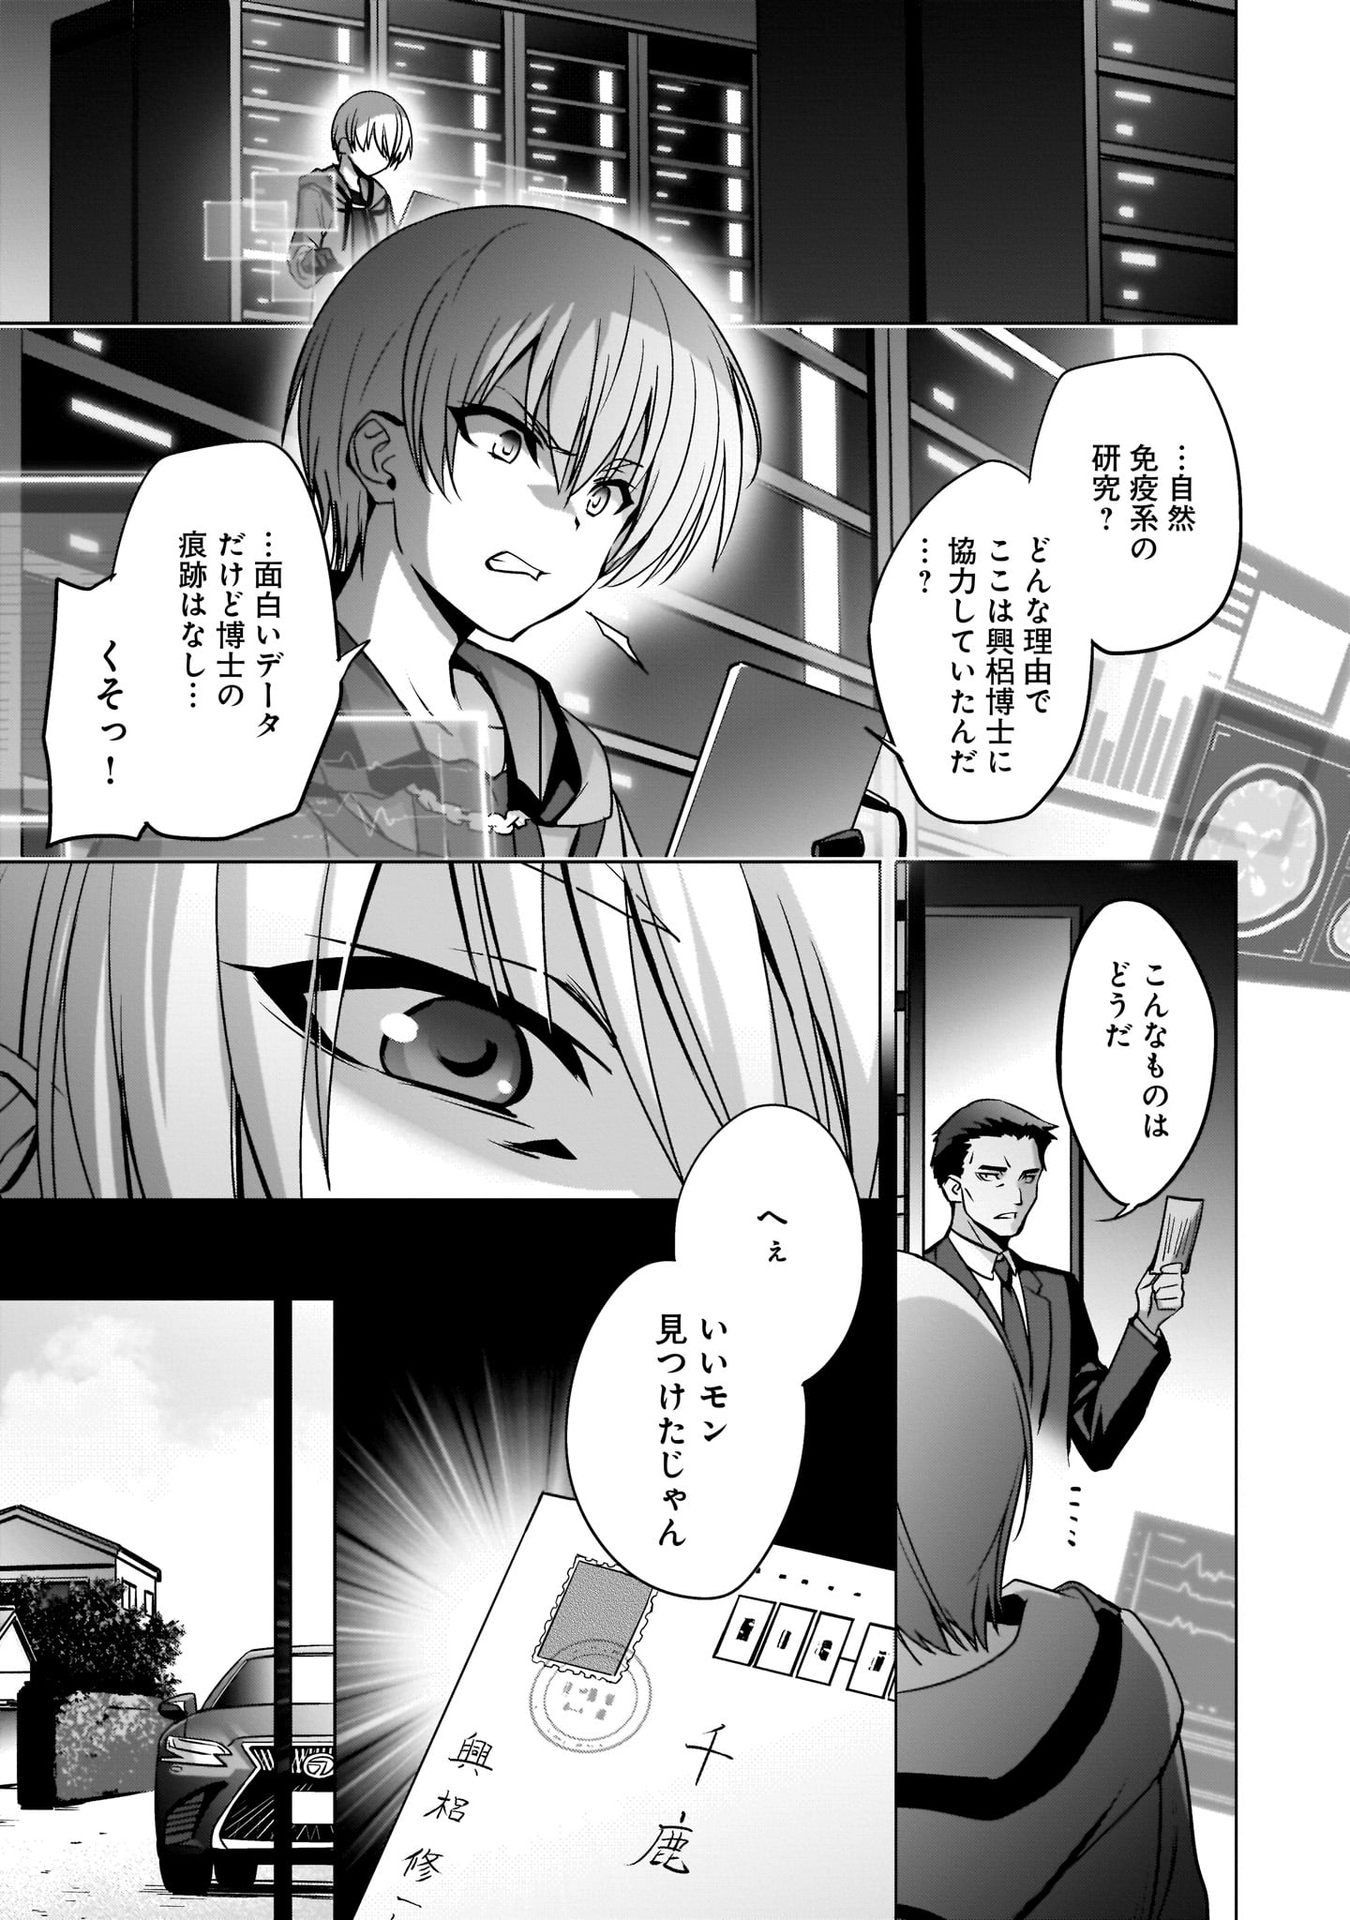 …自然
免疫系の
研究?
どんな理由で
ここは興梠博士に
協力していたんだ
…?
…面白いデータ
だけど博士の
痕跡はなし…
くそっ!
こんなものは
どうだ
へぇ
いいモン
見つけたじゃん
千鹿
興梠修一